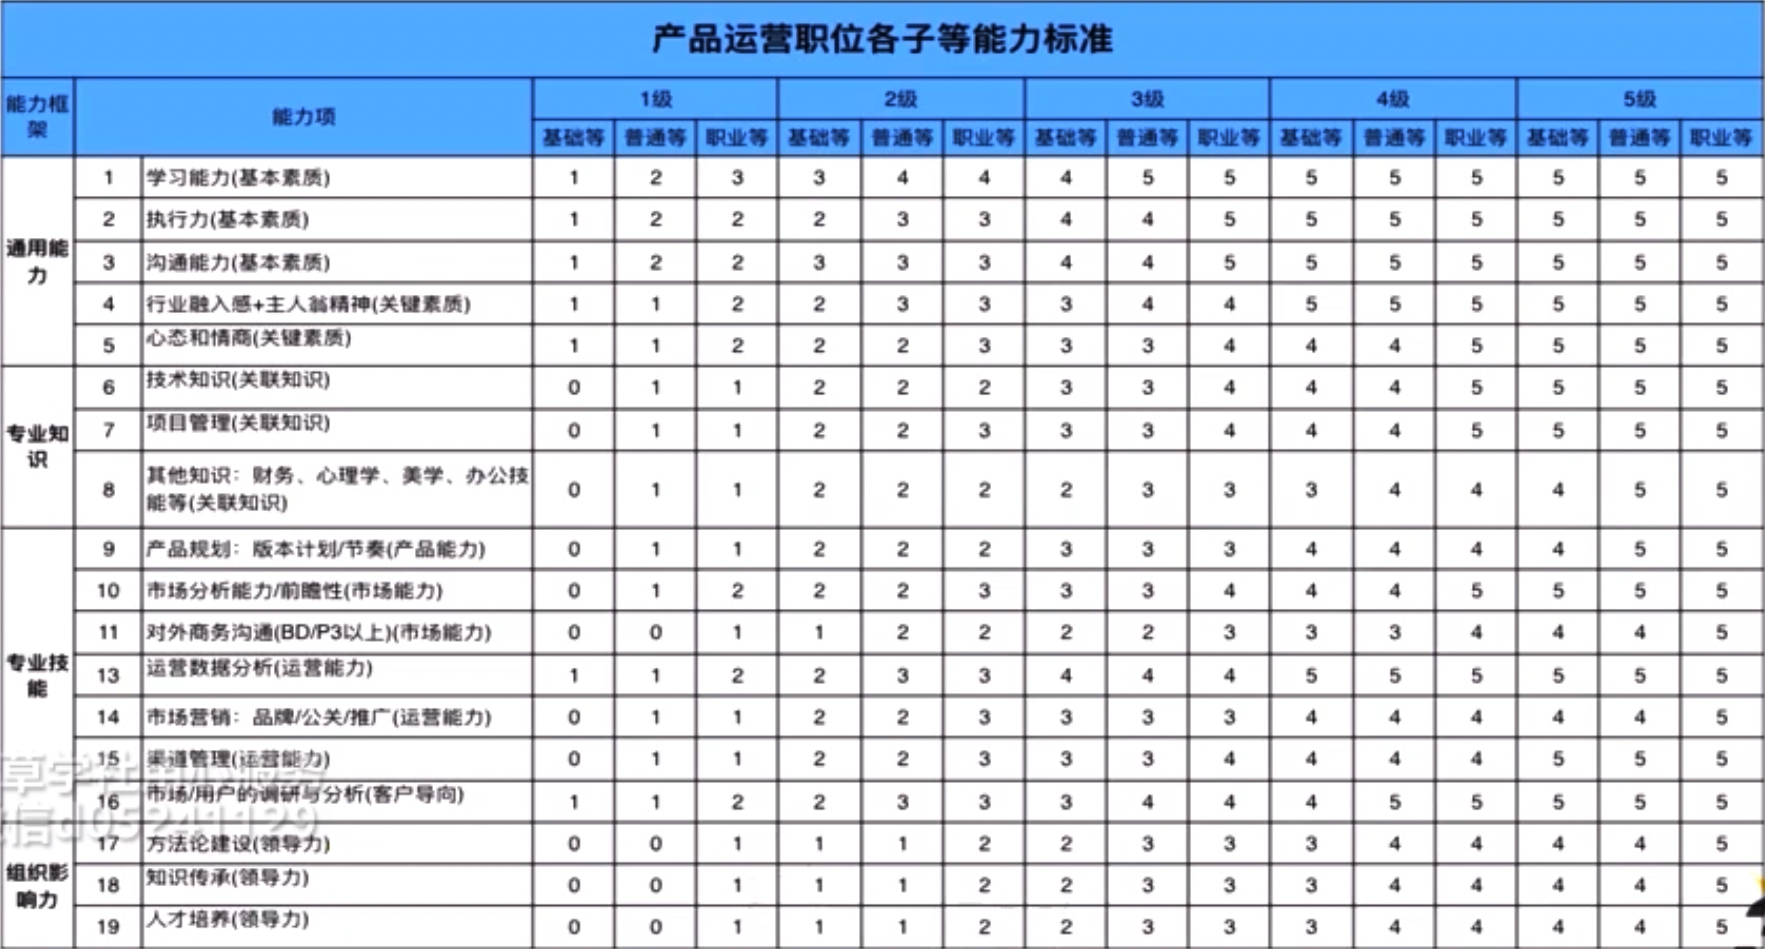 产品运营职位各子等能力标准
能力框架 能力项 1级 2级 3级 4级 5级
基础等 普通等 职业等 基础等 普通等 职业等 基础等 普通等 职业等 基础等 普通等 职业等 基础等 普通等 职业等
通用能力
1 学习能力(基本素质) 1 2 3 3 4 4 4 5 5 5 5 5 5 5 5
2 执行力(基本素质) 1 2 2 2 3 3 4 4 5 5 5 5 5 5 5
3 沟通能力(基本素质) 1 2 2 3 3 3 4 4 5 5 5 5 5 5 5
4 行业融入感+主人翁精神(关键素质) 1 1 2 2 3 3 3 4 4 5 5 5 5 5 5
5 心态和情商(关键素质) 1 1 2 2 2 3 3 3 4 4 4 5 5 5 5
专业知识
6 技术知识(关联知识) 0 1 1 2 2 2 3 3 4 4 4 5 5 5 5
7 项目管理(关联知识) 0 1 1 2 2 3 3 3 4 4 4 5 5 5 5
8 其他知识：财务、心理学、美学、办公技能等(关联知识) 0 1 1 2 2 2 2 3 3 3 4 4 4 5 5
专业技能
9 产品规划：版本计划/节奏(产品能力) 0 1 1 2 2 2 3 3 3 4 4 4 4 5 5
10 市场分析能力/前瞻性(市场能力) 0 1 2 2 2 3 3 3 4 4 4 5 5 5 5
11 对外商务沟通(BD/P3以上)(市场能力) 0 0 1 1 2 2 2 2 3 3 3 4 4 4 5
13 运营数据分析(运营能力) 1 1 2 2 3 3 4 4 4 5 5 5 5 5 5
14 市场营销：品牌/公关/推广(运营能力) 0 1 1 2 2 3 3 3 3 4 4 4 4 4 5
15 渠道管理(运营能力) 0 1 1 2 2 3 3 3 4 4 4 4 5 5 5
16 市场/用户的调研与分析(客户导向) 1 1 2 2 3 3 3 4 4 4 5 5 5 5 5
组织影响力
17 方法论建设(领导力) 0 0 1 1 1 2 2 3 3 3 4 4 4 4 5
18 知识传承(领导力) 0 0 1 1 1 2 2 3 3 3 4 4 4 4 5
19 人才培养(领导力) 0 0 1 1 1 2 2 3 3 3 4 4 4 4 5
草学社用心服务
信d05241129